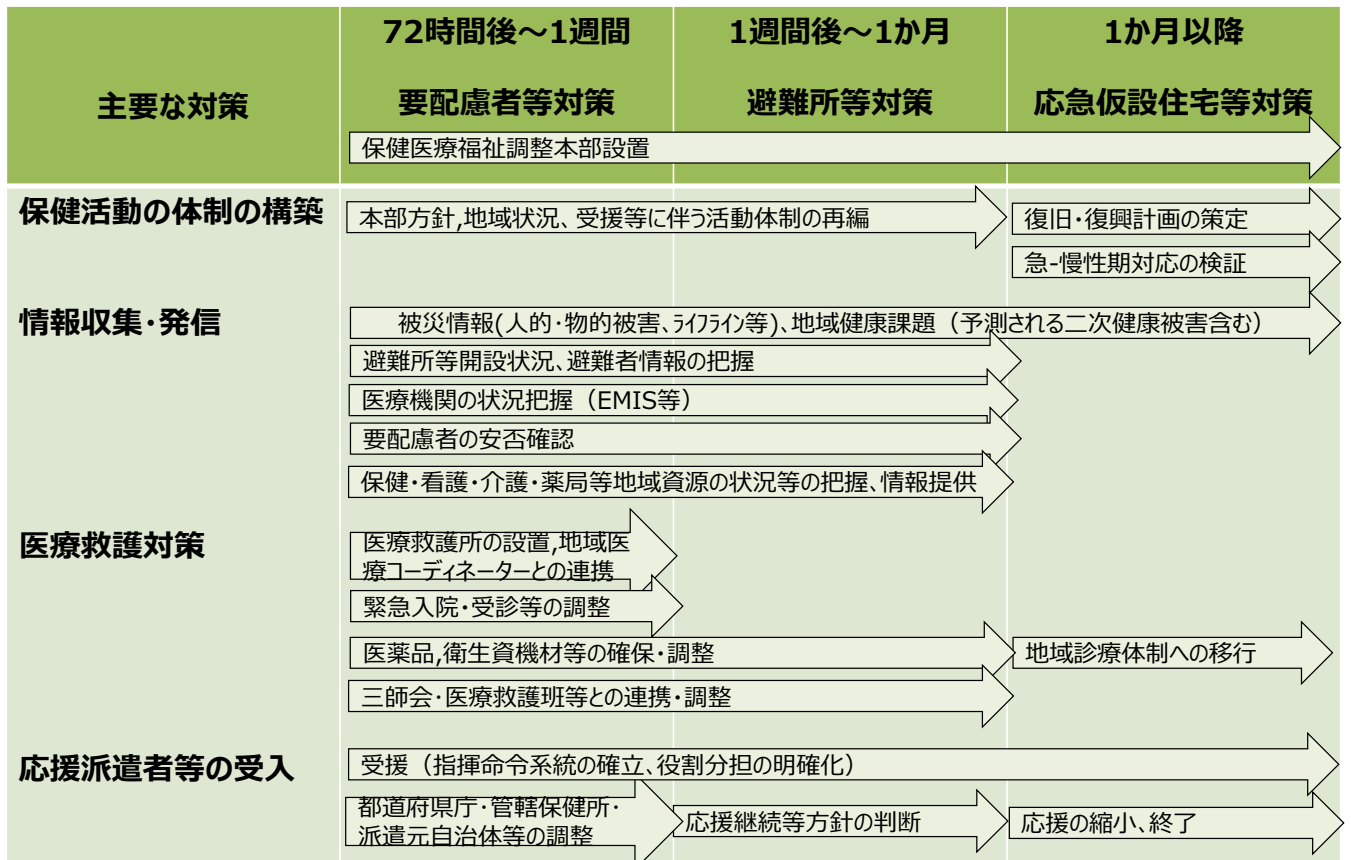 72時間後～1週間
1週間後～1か月
1か月以降
主要な対策
要配慮者等対策
避難所等対策
応急仮設住宅等対策
保健医療福祉調整本部設置
保健活動の体制の構築
本部方針,地域状況、受援等に伴う活動体制の再編
復旧・復興計画の策定
急-慢性期対応の検証
情報収集・発信
被災情報(人的・物的被害、ﾗｲﾌﾗｲﾝ等)、地域健康課題（予測される二次健康被害含む）
避難所等開設状況、避難者情報の把握
医療機関の状況把握（EMIS等）
要配慮者の安否確認
保健・看護・介護・薬局等地域資源の状況等の把握、情報提供
医療救護対策
医療救護所の設置,地域医
療コーディネーターとの連携
緊急入院・受診等の調整
医薬品,衛生資機材等の確保・調整
地域診療体制への移行
三師会・医療救護班等との連携・調整
応援派遣者等の受入
受援（指揮命令系統の確立、役割分担の明確化）
都道府県庁・管轄保健所・
派遣元自治体等の調整
応援継続等方針の判断
応援の縮小、終了